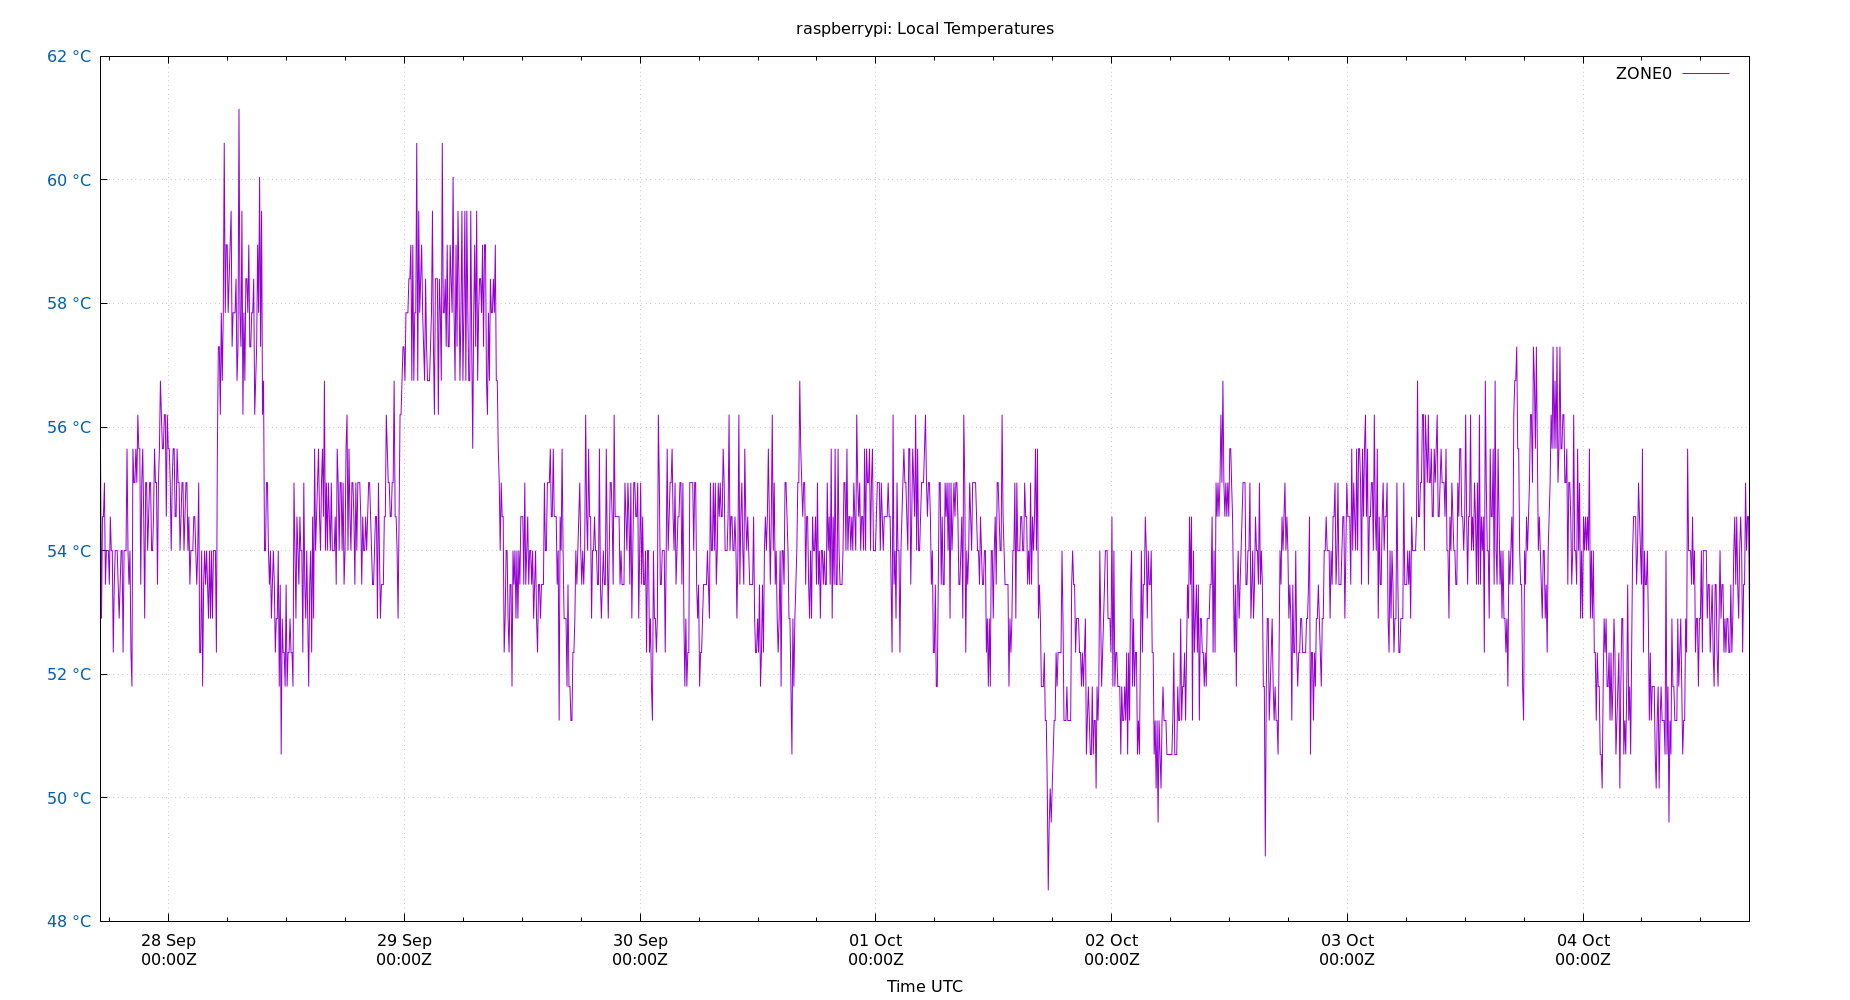 raspberrypi: Local Temperatures
62 °C
60 °C
58 °C
56 °C
54 °C
52 °C
50 °C
48 °C
ZONE0
28 Sep
00:00Z
29 Sep
00:00Z
30 Sep
00:00Z
01 Oct
00:00Z
02 Oct
00:00Z
03 Oct
00:00Z
04 Oct
00:00Z
Time UTC